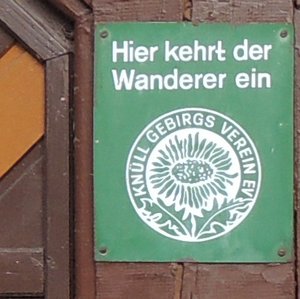 Hier kehrt der
Wanderer ein
KNÜLL GEBIRGS VEREIN EV